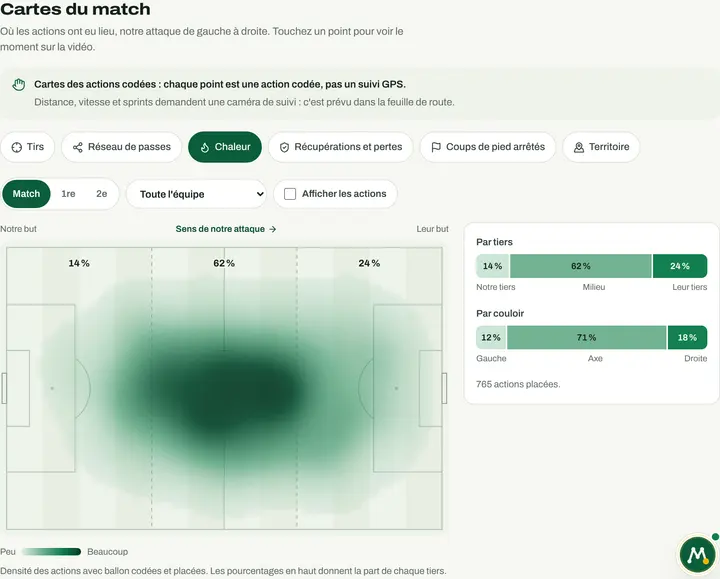 Cartes du match
Où les actions ont eu lieu, notre attaque de gauche à droite. Touchez un point pour voir le
moment sur la vidéo.
Cartes des actions codées : chaque point est une action codée, pas un suivi GPS.
Distance, vitesse et sprints demandent une caméra de suivi : c'est prévu dans la feuille de route.
Tirs
Réseau de passes
Chaleur
Récupérations et pertes
Coups de pied arrêtés
Territoire
Match
1re
2e
Toute l'équipe
Afficher les actions
Notre but
Sens de notre attaque →
Leur but
14 %
62 %
24 %
Par tiers
14 %
62 %
24 %
Notre tiers
Milieu
Leur tiers
Par couloir
12 %
71 %
18 %
Gauche
Axe
Droite
765 actions placées.
Peu
Beaucoup
Densité des actions avec ballon codées et placées. Les pourcentages en haut donnent la part de chaque tiers.
M